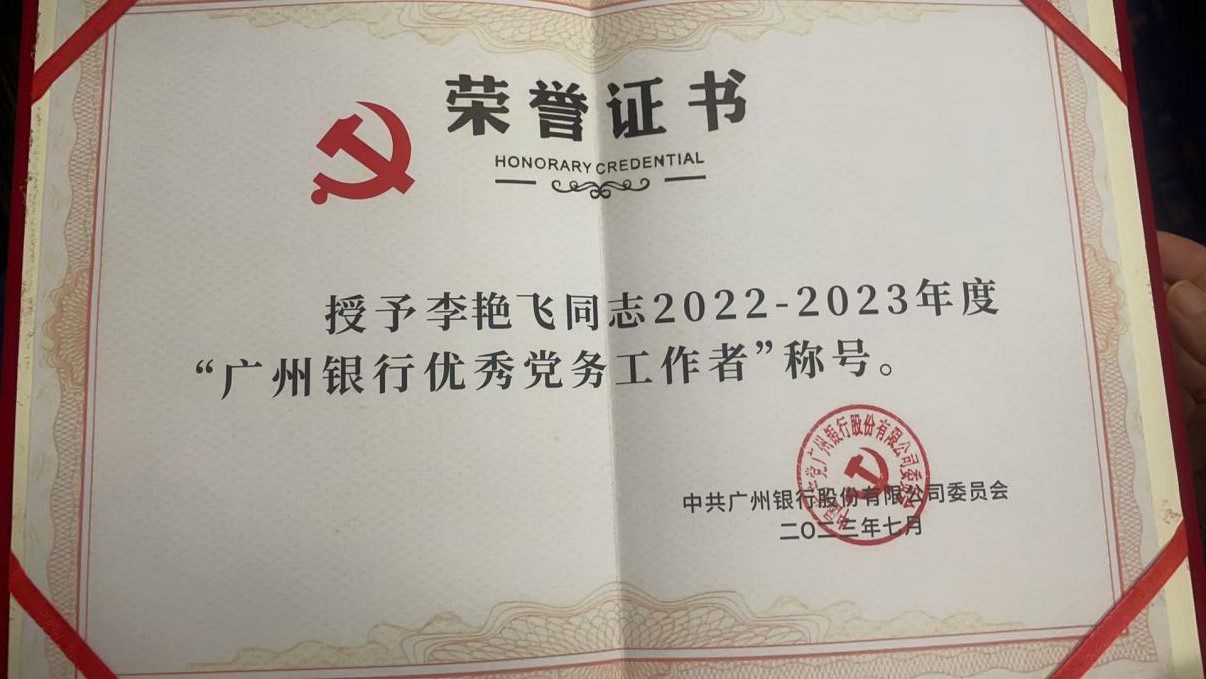 荣誉证书
HONORARY CREDENTIAL
授予李艳飞同志2022-2023年度
“广州银行优秀党务工作者”称号。
中共广州银行股份有限公司委员会
二〇二三年七月